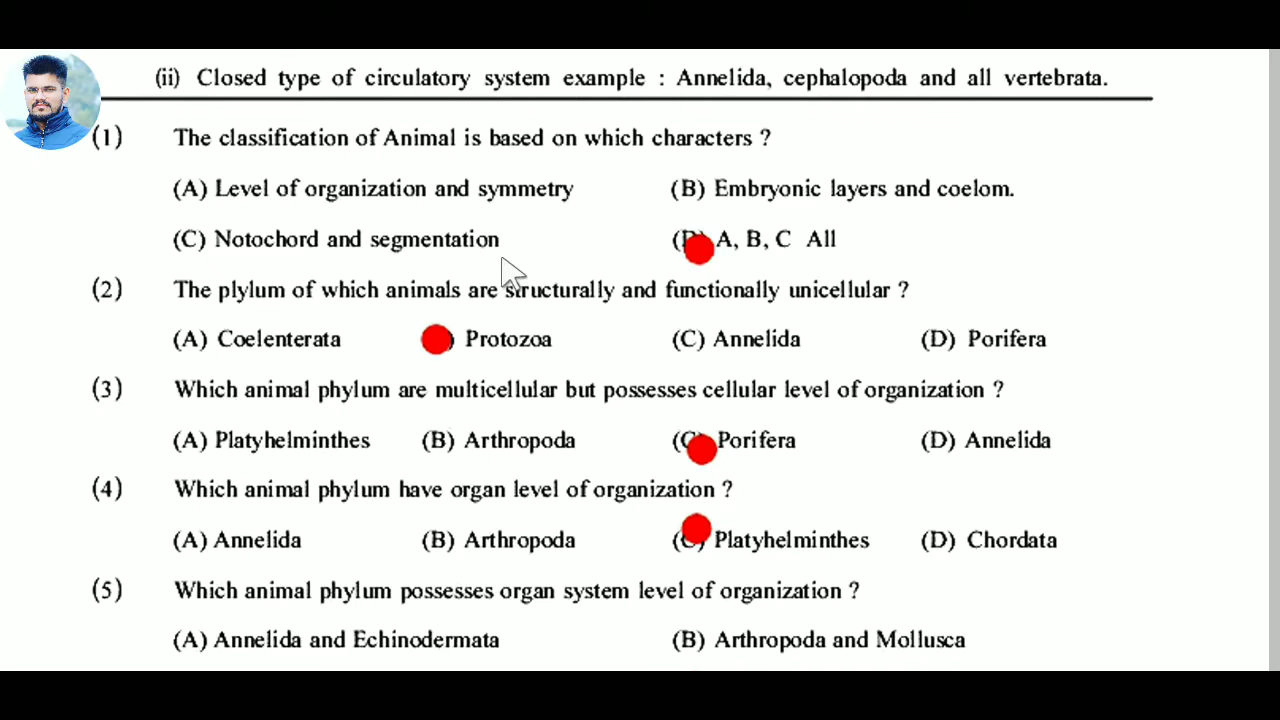 (ii) Closed type of circulatory system example : Annelida, cephalopoda and all vertebrata.
(1) The classification of Animal is based on which characters ?
(A) Level of organization and symmetry (B) Embryonic layers and coelom.
(C) Notochord and segmentation A, B, C All
(2) The plylum of which animals are structurally and functionally unicellular ?
(A) Coelenterata Protozoa (C) Annelida (D) Porifera
(3) Which animal phylum are multicellular but possesses cellular level of organization ?
(A) Platyhelminthes (B) Arthropoda (C) Porifera (D) Annelida
(4) Which animal phylum have organ level of organization ?
(A) Annelida (B) Arthropoda (C) Platyhelminthes (D) Chordata
(5) Which animal phylum possesses organ system level of organization ?
(A) Annelida and Echinodermata (B) Arthropoda and Mollusca